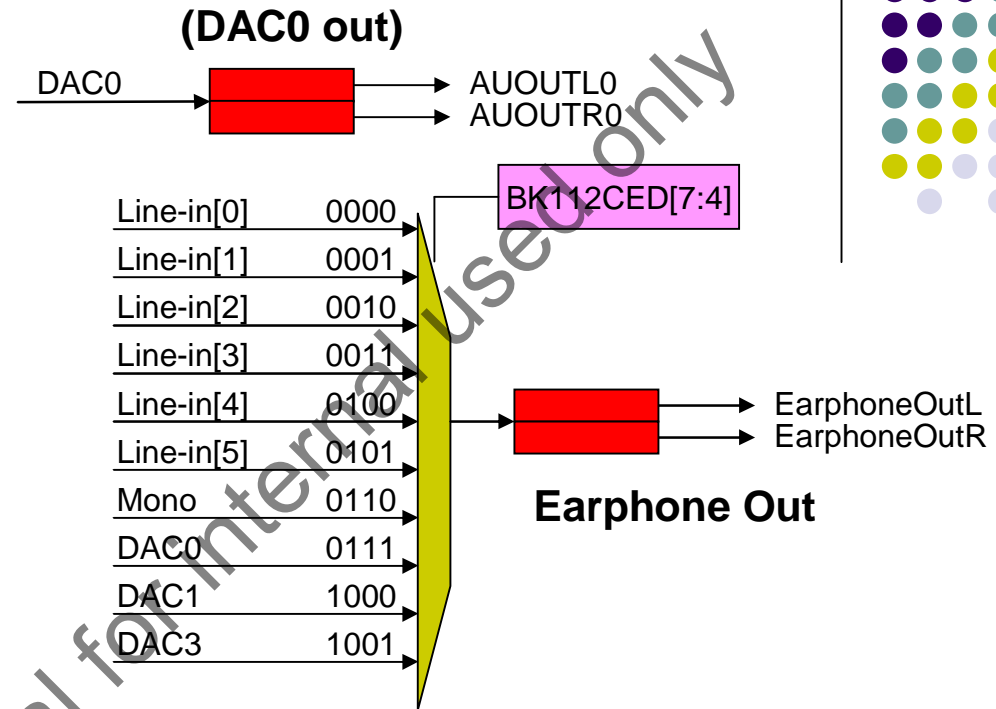 (DAC0 out)
DAC0
AUOUTL0
AUOUTR0
BK112CED[7:4]
Line-in[0] 0000
Line-in[1] 0001
Line-in[2] 0010
Line-in[3] 0011
Line-in[4] 0100
Line-in[5] 0101
Mono 0110
DAC0 0111
DAC1 1000
DAC3 1001
EarphoneOutL
EarphoneOutR
Earphone Out
for internal used only